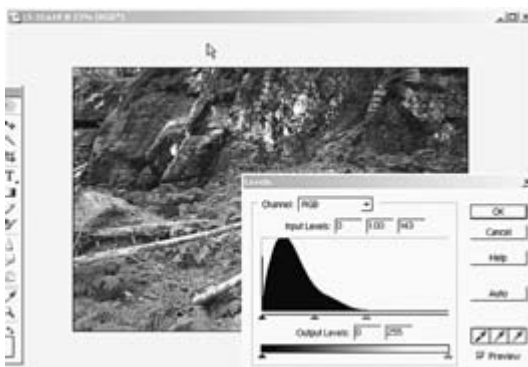 Levels
Channel: RGB
OK
Input Levels: 0 1.00 143
Cancel
Help
Auto
Output Levels: 0 255
Preview